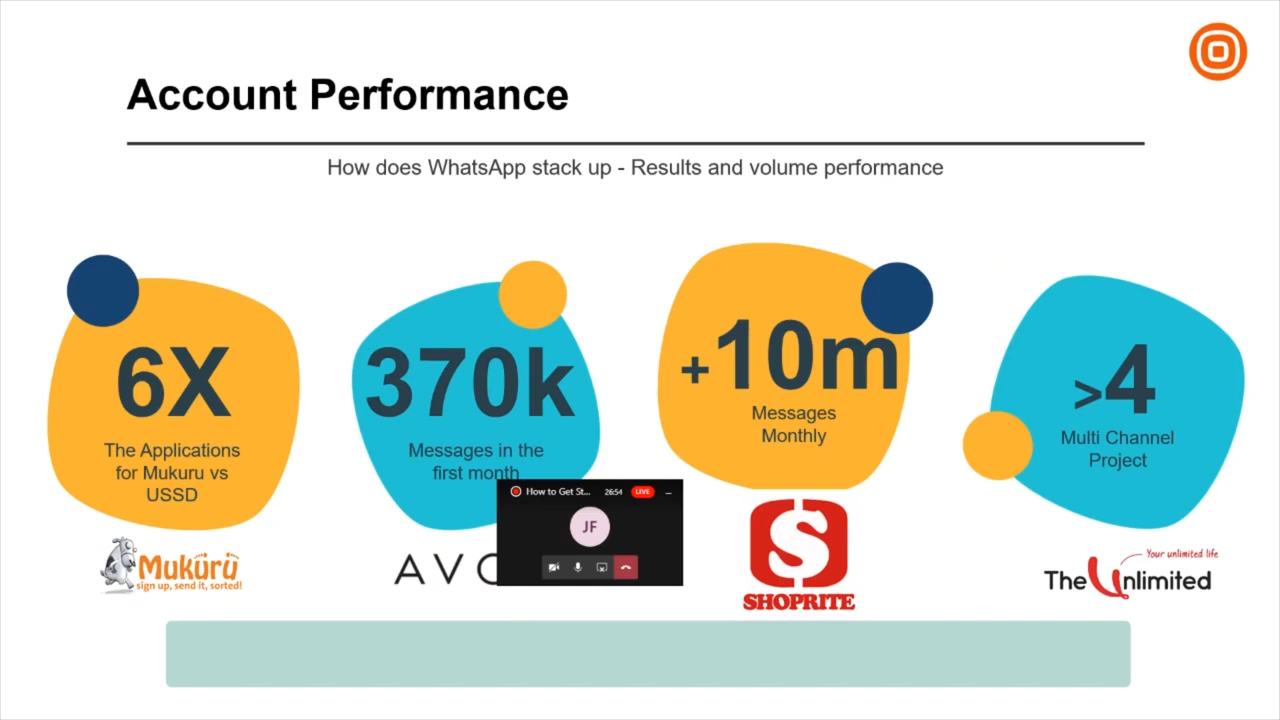 Account Performance
How does WhatsApp stack up - Results and volume performance
6X
The Applications
for Mukuru vs
USSD
Mukuru
sign up, send it, sorted!
370k
Messages in the
first month
How to Get St...
26:54
LIVE
JF
+10m
Messages
Monthly
SHOPRITE
>4
Multi Channel
Project
Your unlimited life
The Unlimited